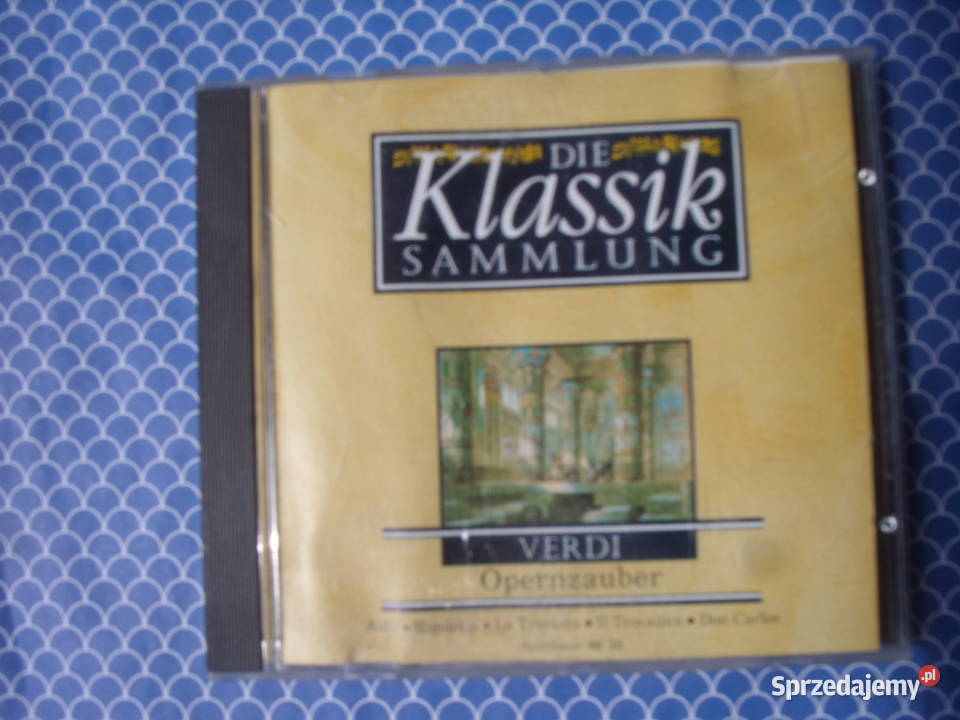 DIE
Klassik
SAMMLUNG
VERDI
Opernzauber
Aida • Rigoletto • La Traviata • Il Trovatore • Don Carlos
Sprzedajemy.pl